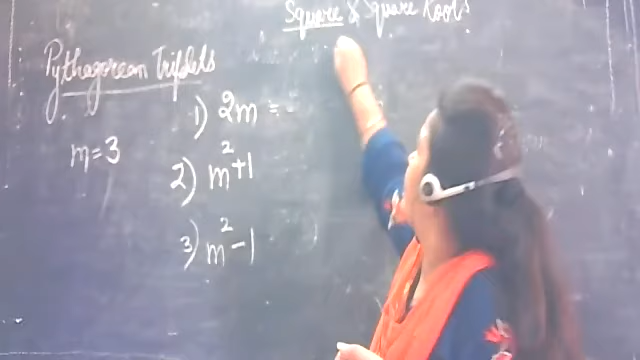 Square & Square Roots
Pythagorean Triplets
m=3
1) 2m =
2) m²+1
3) m²-1